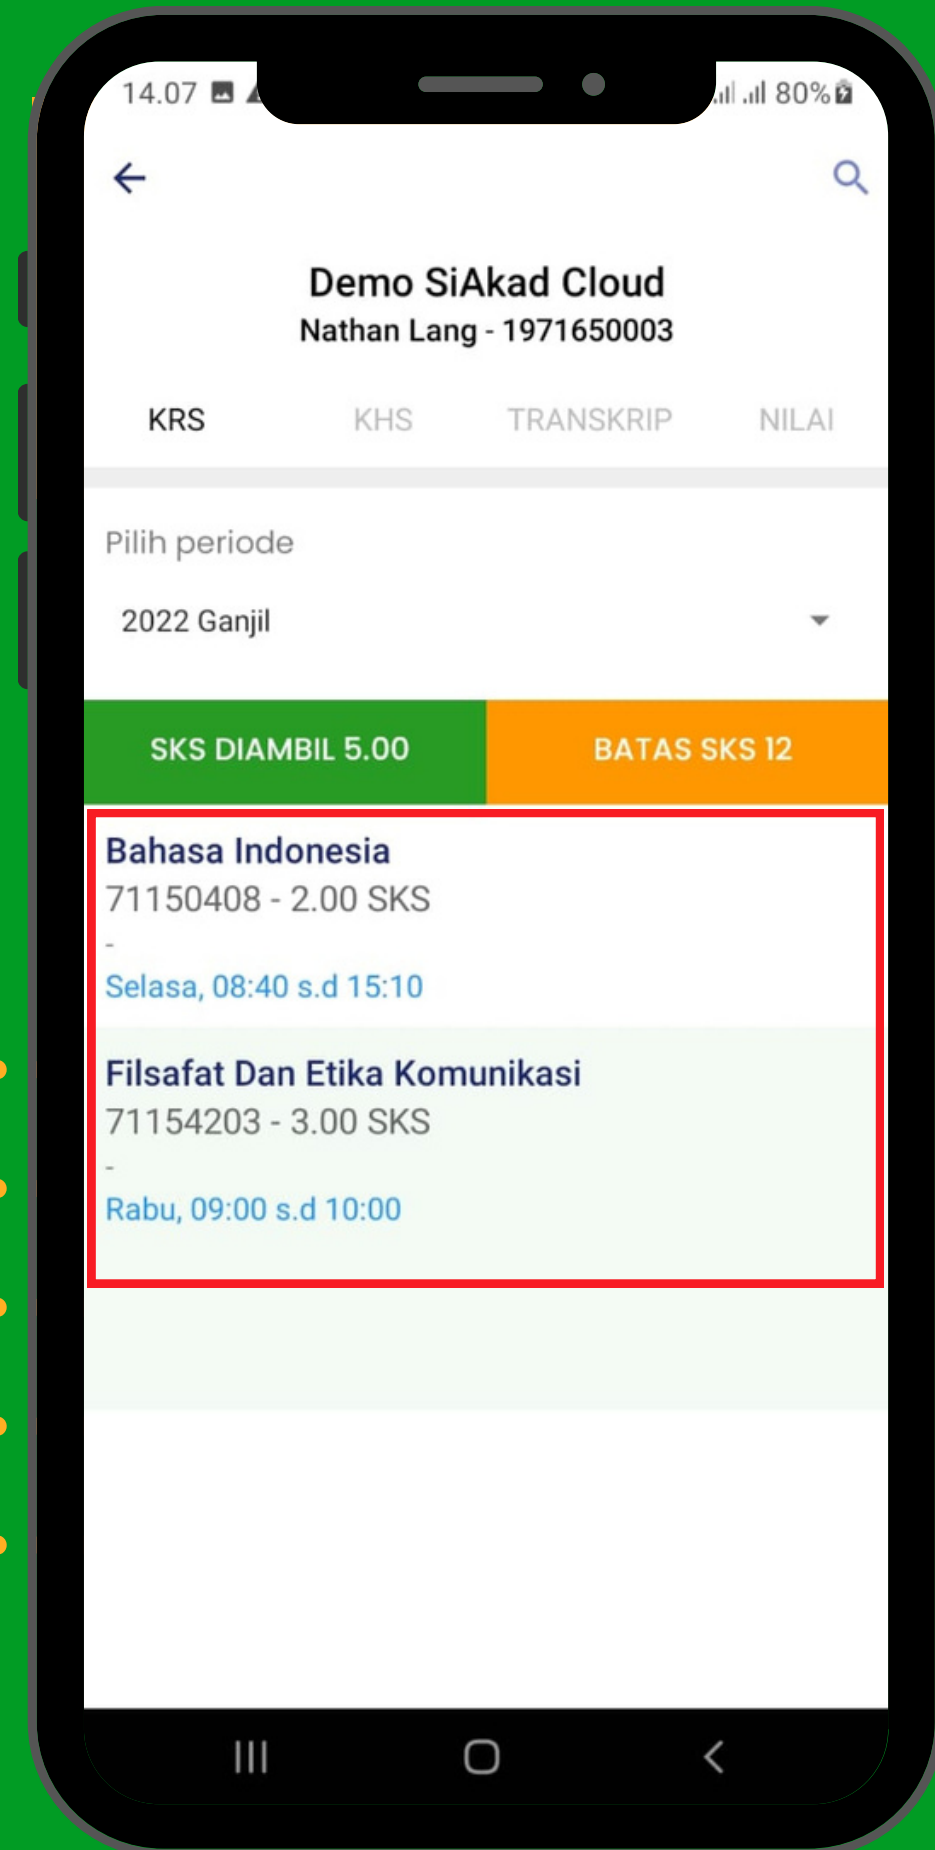 14.07 80%
Demo SiAkad Cloud
Nathan Lang - 1971650003
KRS KHS TRANSKRIP NILAI
Pilih periode
2022 Ganjil
SKS DIAMBIL 5.00 BATAS SKS 12
Bahasa Indonesia
71150408 - 2.00 SKS
-
Selasa, 08:40 s.d 15:10
Filsafat Dan Etika Komunikasi
71154203 - 3.00 SKS
-
Rabu, 09:00 s.d 10:00